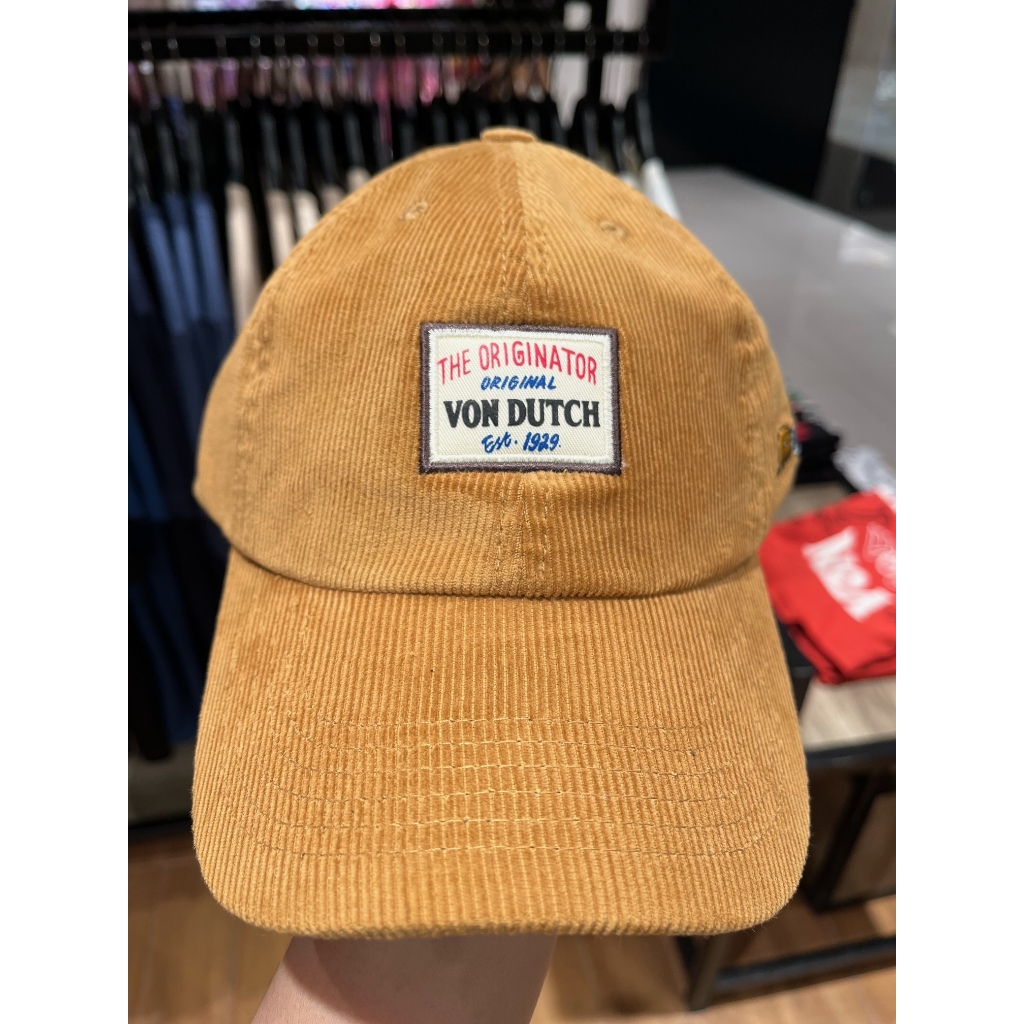 THE ORIGINATOR
ORIGINAL
VON DUTCH
Est. 1929.